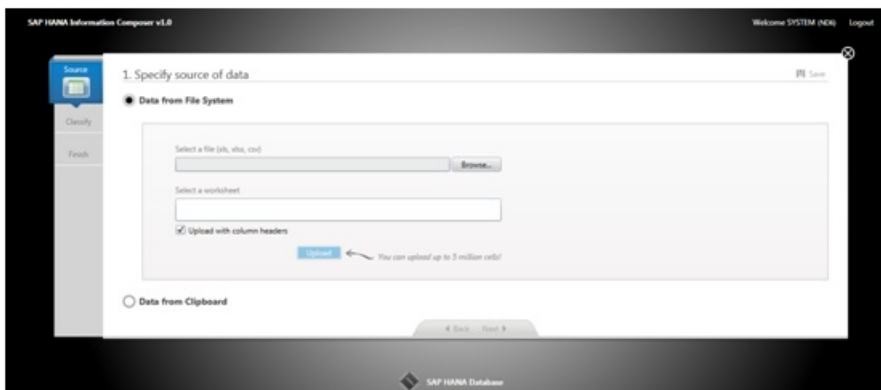 SAP HANA Information Composer v1.0
Welcome SYSTEM (NDI) Logout
Source
Classify
Finish
1. Specify source of data
Save
Data from File System
Select a file (xls, xlsx, csv)
Browse...
Select a worksheet
Upload with column headers
Upload
You can upload up to 5 million cells!
Data from Clipboard
Back Next
SAP HANA Database